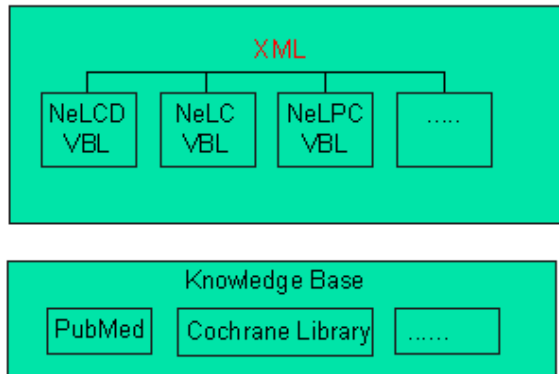 XML
NeLCD NeLC NeLPC .....
VBL VBL VBL
Knowledge Base
PubMed Cochrane Library ......